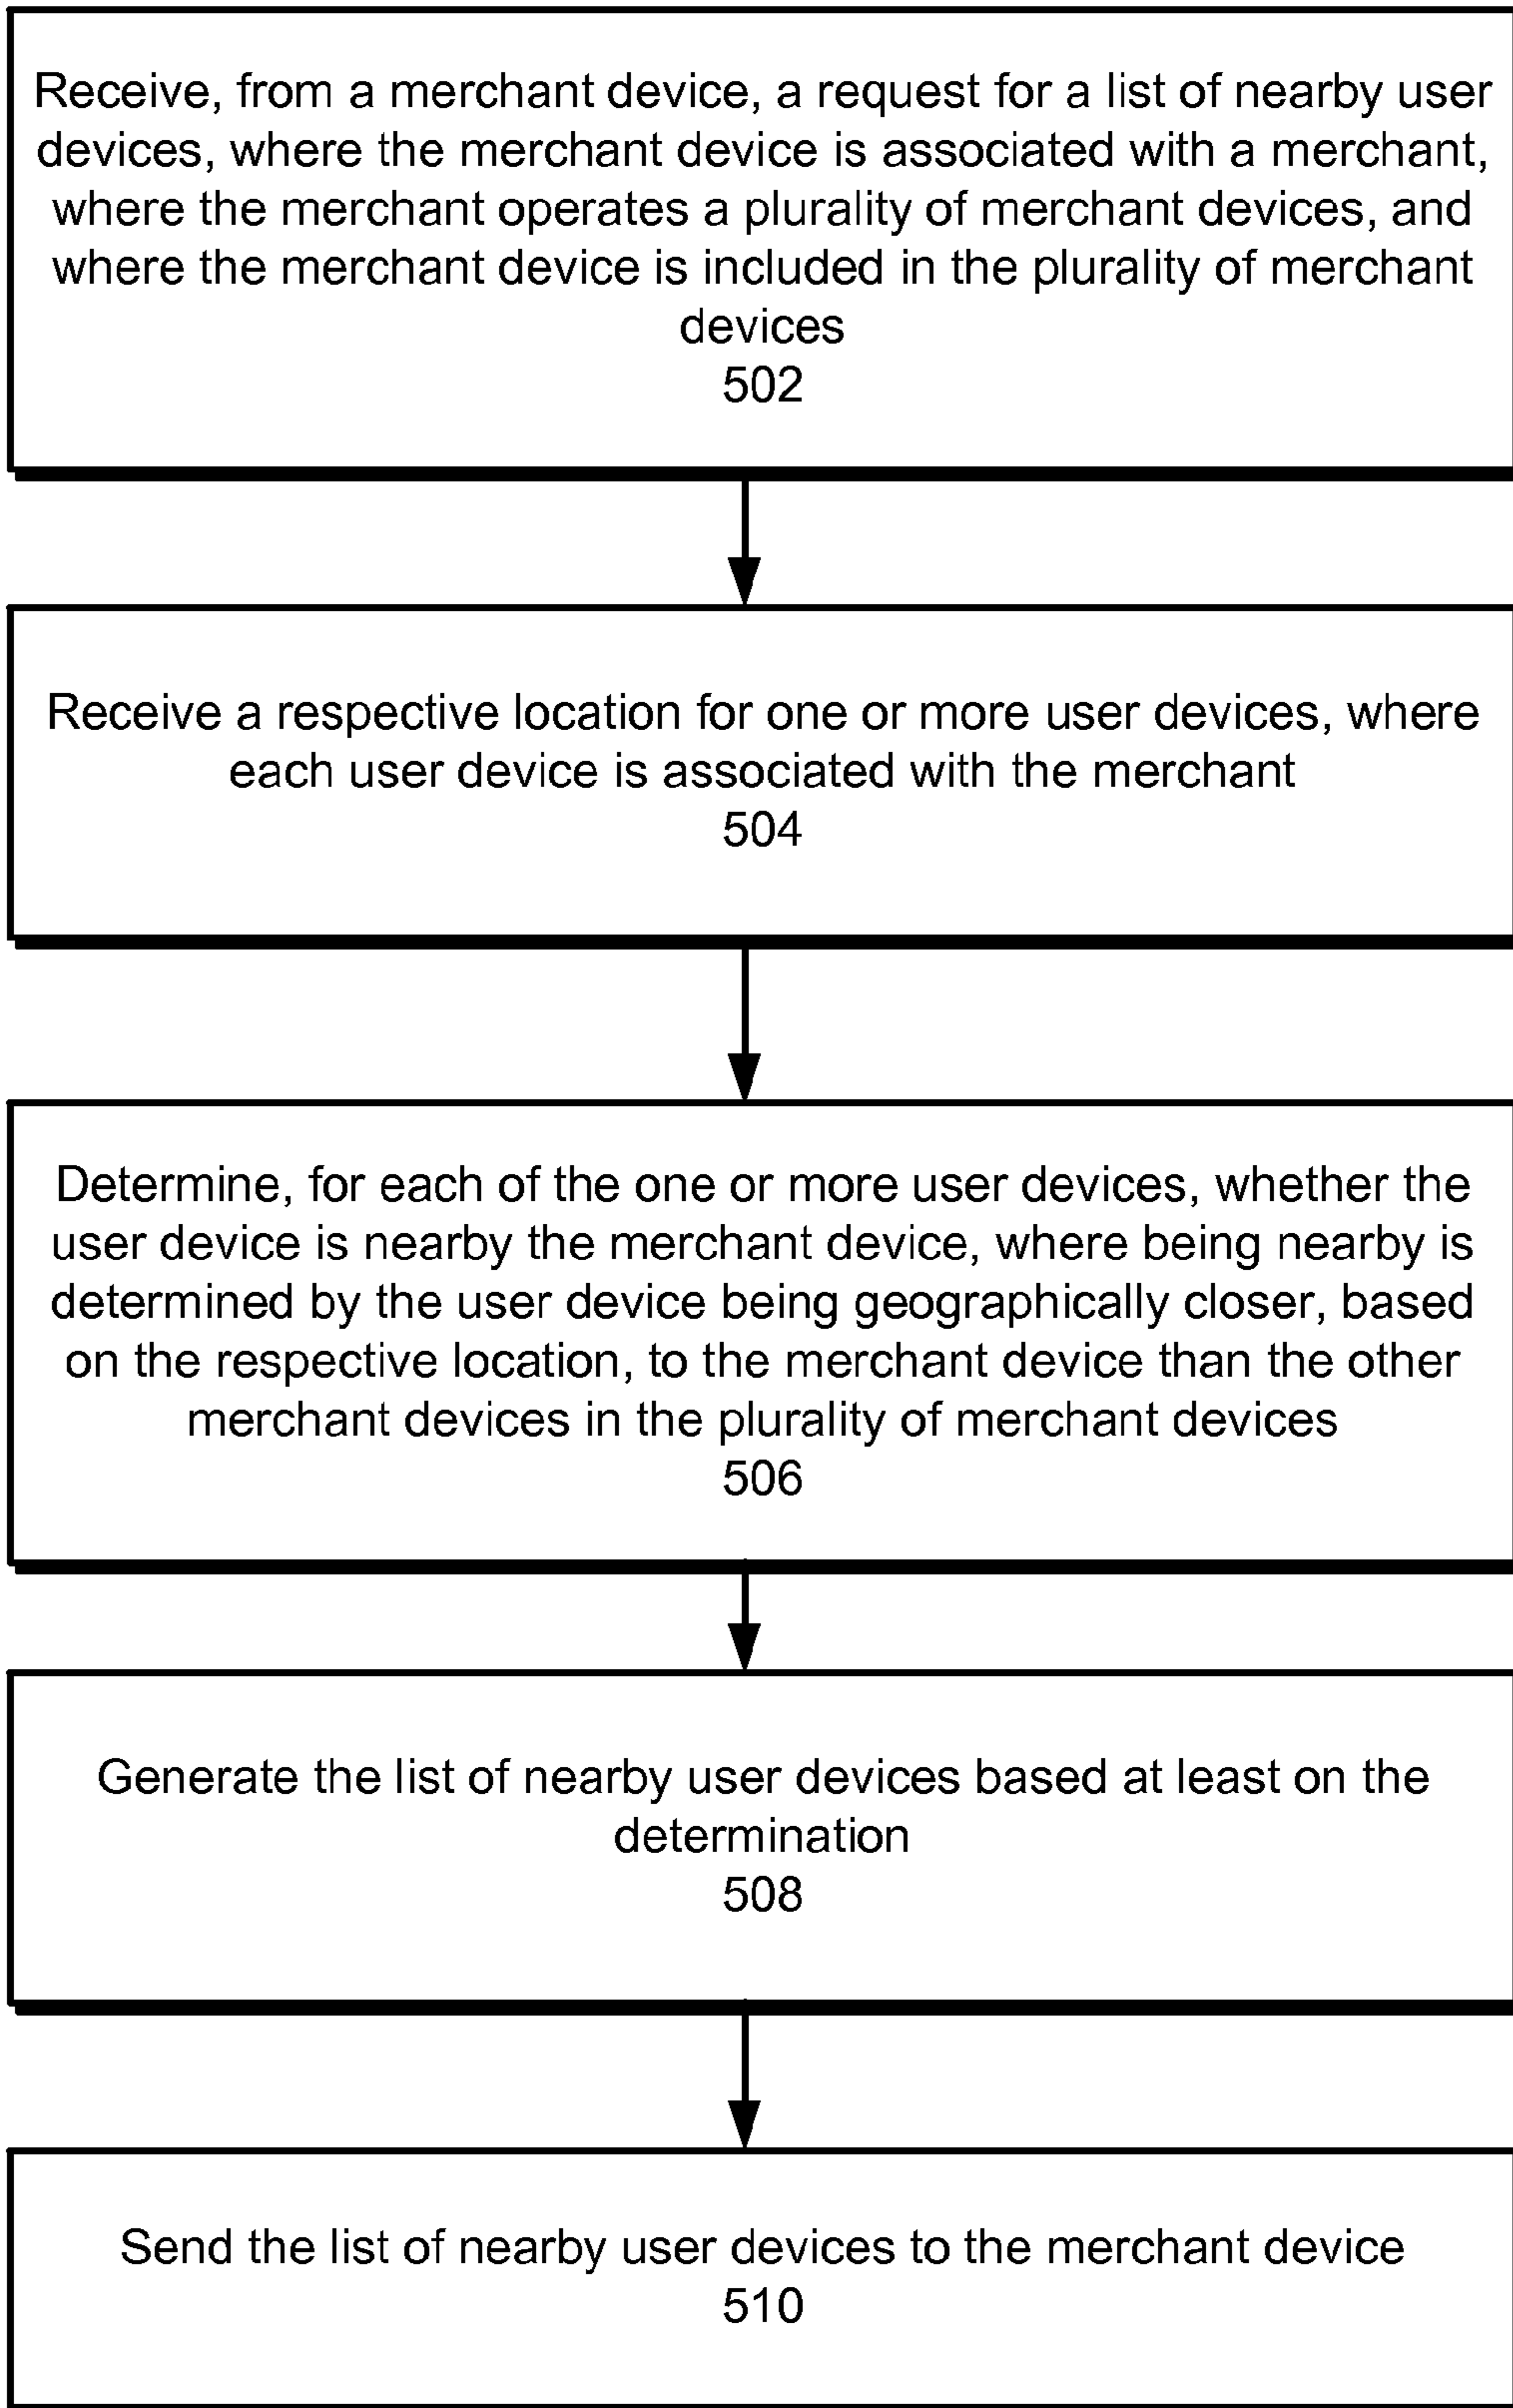 Receive, from a merchant device, a request for a list of nearby user
devices, where the merchant device is associated with a merchant,
where the merchant operates a plurality of merchant devices, and
where the merchant device is included in the plurality of merchant
devices
502
Receive a respective location for one or more user devices, where
each user device is associated with the merchant
504
Determine, for each of the one or more user devices, whether the
user device is nearby the merchant device, where being nearby is
determined by the user device being geographically closer, based
on the respective location, to the merchant device than the other
merchant devices in the plurality of merchant devices
506
Generate the list of nearby user devices based at least on the
determination
508
Send the list of nearby user devices to the merchant device
510